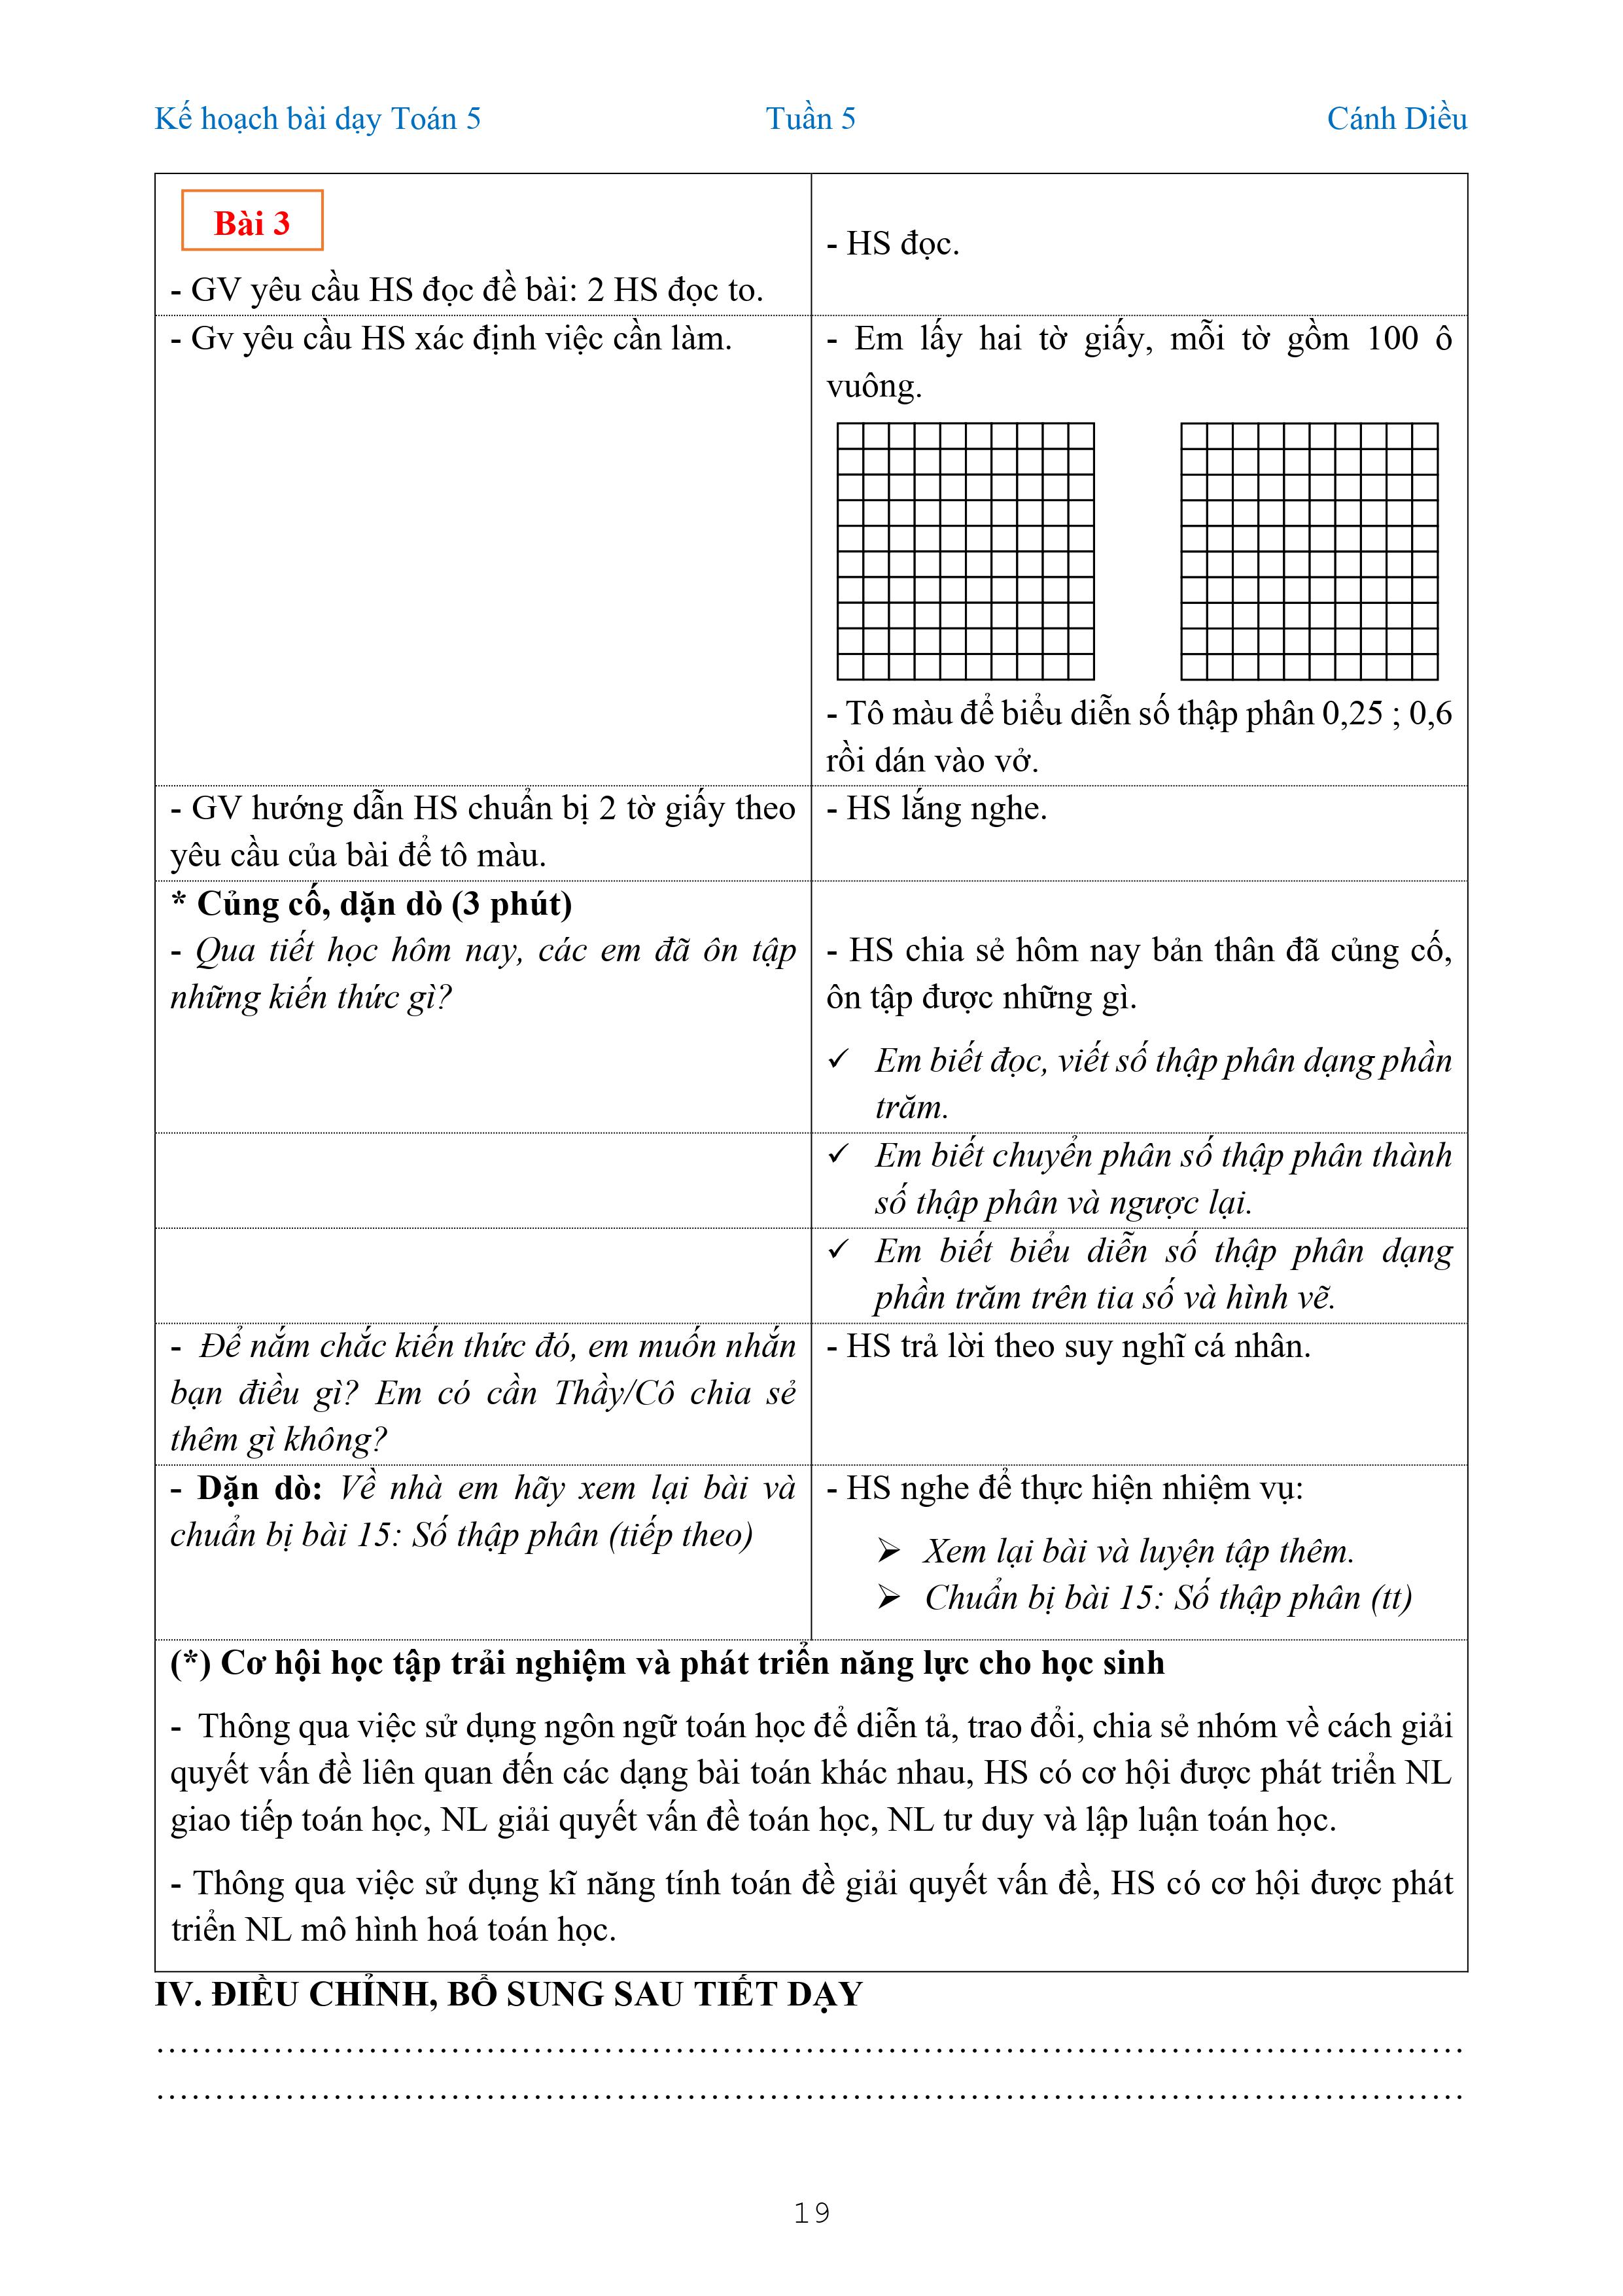 Kế hoạch bài dạy Toán 5 Tuần 5 Cánh Diều
Bài 3
- GV yêu cầu HS đọc đề bài: 2 HS đọc to.
- HS đọc.
- Gv yêu cầu HS xác định việc cần làm.
- Em lấy hai tờ giấy, mỗi tờ gồm 100 ô
vuông.
- Tô màu để biểu diễn số thập phân 0,25 ; 0,6
rồi dán vào vở.
- GV hướng dẫn HS chuẩn bị 2 tờ giấy theo
yêu cầu của bài để tô màu.
- HS lắng nghe.
* Củng cố, dặn dò (3 phút)
- Qua tiết học hôm nay, các em đã ôn tập
những kiến thức gì?
- HS chia sẻ hôm nay bản thân đã củng cố,
ôn tập được những gì.
✓ Em biết đọc, viết số thập phân dạng phần
trăm.
✓ Em biết chuyển phân số thập phân thành
số thập phân và ngược lại.
✓ Em biết biểu diễn số thập phân dạng
phần trăm trên tia số và hình vẽ.
- Để nắm chắc kiến thức đó, em muốn nhắn
bạn điều gì? Em có cần Thầy/Cô chia sẻ
thêm gì không?
- HS trả lời theo suy nghĩ cá nhân.
- Dặn dò: Về nhà em hãy xem lại bài và
chuẩn bị bài 15: Số thập phân (tiếp theo)
- HS nghe để thực hiện nhiệm vụ:
➢ Xem lại bài và luyện tập thêm.
➢ Chuẩn bị bài 15: Số thập phân (tt)
(*) Cơ hội học tập trải nghiệm và phát triển năng lực cho học sinh
- Thông qua việc sử dụng ngôn ngữ toán học để diễn tả, trao đổi, chia sẻ nhóm về cách giải
quyết vấn đề liên quan đến các dạng bài toán khác nhau, HS có cơ hội được phát triển NL
giao tiếp toán học, NL giải quyết vấn đề toán học, NL tư duy và lập luận toán học.
- Thông qua việc sử dụng kĩ năng tính toán đề giải quyết vấn đề, HS có cơ hội được phát
triển NL mô hình hoá toán học.
IV. ĐIỀU CHỈNH, BỔ SUNG SAU TIẾT DẠY
……………………………………………………………………………………………
……………………………………………………………………………………………
19